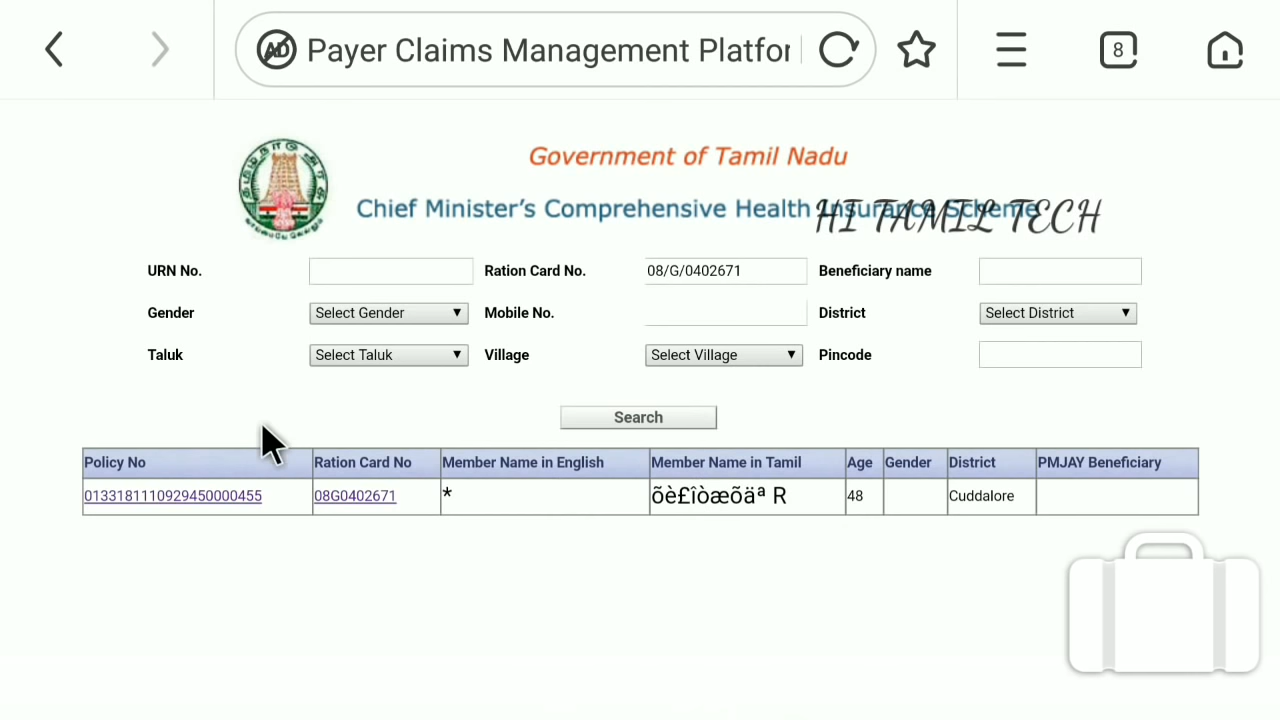 Payer Claims Management Platfor
8
Government of Tamil Nadu
Chief Minister's Comprehensive Health Insurance Scheme
HI TAMIL TECH
URN No. Ration Card No. 08/G/0402671 Beneficiary name
Gender Select Gender Mobile No. District Select District
Taluk Select Taluk Village Select Village Pincode
Search
Policy No Ration Card No Member Name in English Member Name in Tamil Age Gender District PMJAY Beneficiary
0133181110929450000455 08G0402671 * õè£îòæõäª R 48 Cuddalore